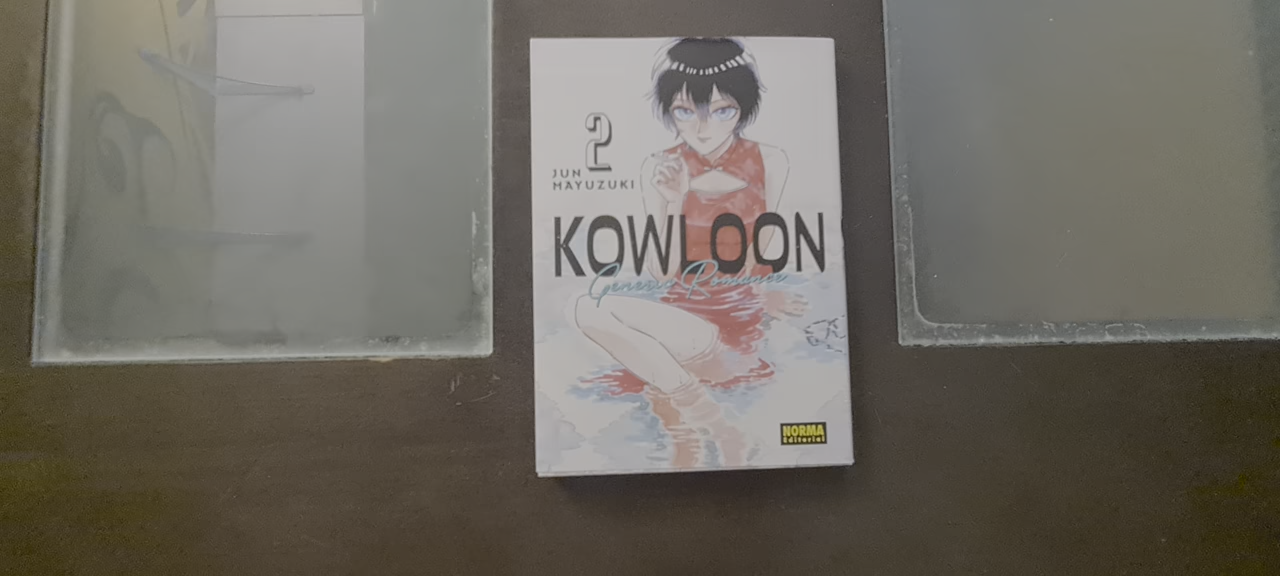 2
JUN
MAYUZUKI
KOWLOON
Generic Romance
NORMA
Editorial